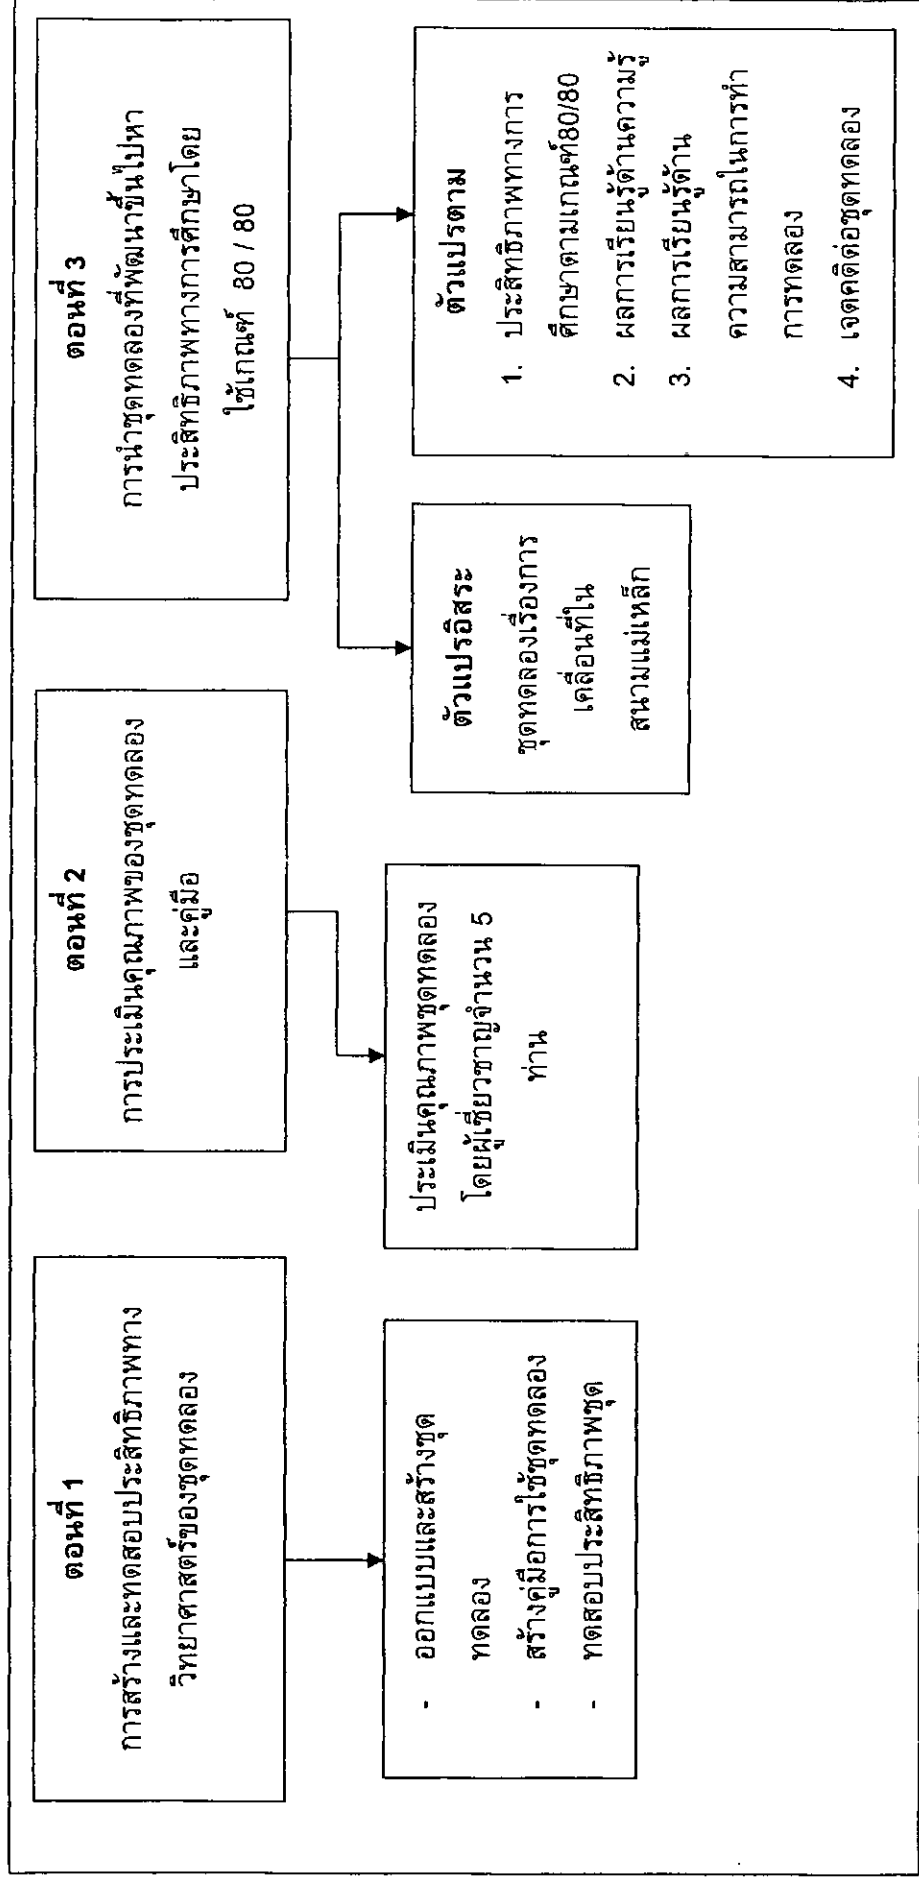 ตอนที่ 1
การสร้างและทดสอบประสิทธิภาพทาง
วิทยาศาสตร์ของชุดทดลอง
- ออกแบบและสร้างชุด
ทดลอง
- สร้างคู่มือการใช้ชุดทดลอง
- ทดสอบประสิทธิภาพชุด
ตอนที่ 2
การประเมินคุณภาพของชุดทดลอง
และคู่มือ
ประเมินคุณภาพชุดทดลอง
โดยผู้เชี่ยวชาญจำนวน 5
ท่าน
ตอนที่ 3
การนำชุดทดลองที่พัฒนาขึ้นไปหา
ประสิทธิภาพทางการศึกษาโดย
ใช้เกณฑ์ 80 / 80
ตัวแปรอิสระ
ชุดทดลองเรื่องการ
เคลื่อนที่ใน
สนามแม่เหล็ก
ตัวแปรตาม
1. ประสิทธิภาพทางการ
ศึกษาตามเกณฑ์80/80
2. ผลการเรียนรู้ด้านความรู้
3. ผลการเรียนรู้ด้าน
ความสามารถในการทำ
การทดลอง
4. เจตคติต่อชุดทดลอง